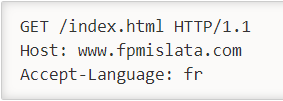 GET /index.html HTTP/1.1
Host: www.fpmislata.com
Accept-Language: fr